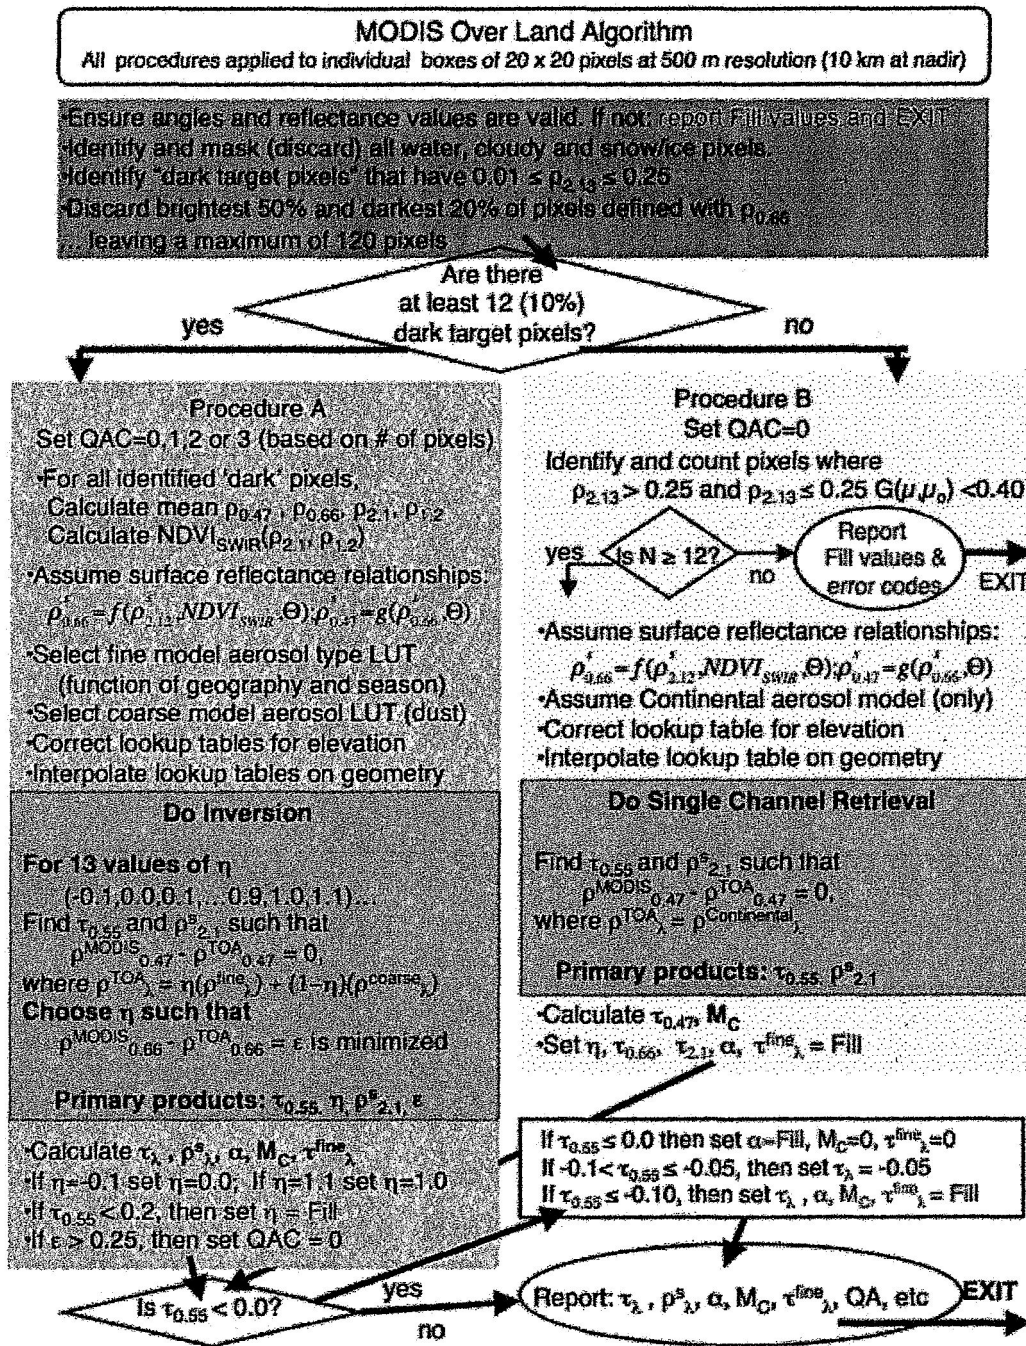 MODIS Over Land Algorithm
All procedures applied to individual boxes of 20 x 20 pixels at 500 m resolution (10 km at nadir)
•Ensure angles and reflectance values are valid. If not: report Fill values and EXIT
•Identify and mask (discard) all water, cloudy and snow/ice pixels.
•Identify "dark target pixels" that have 0.01 ≤ ρ2.13 ≤ 0.25
•Discard brightest 50% and darkest 20% of pixels defined with ρ0.66
... leaving a maximum of 120 pixels
Are there
at least 12 (10%)
dark target pixels?
yes
no
Procedure A
Set QAC=0,1,2 or 3 (based on # of pixels)
•For all identified 'dark' pixels,
Calculate mean ρ0.47, ρ0.66, ρ2.1, ρ1.2
Calculate NDVISWIR(ρ2.1, ρ1.2)
•Assume surface reflectance relationships:
ρs0.66=f(ρs2.12,NDVISWIR,Θ);ρs0.47=g(ρs0.66,Θ)
•Select fine model aerosol type LUT
(function of geography and season)
•Select coarse model aerosol LUT (dust)
•Correct lookup tables for elevation
•Interpolate lookup tables on geometry
Do Inversion
For 13 values of η
(-0.1,0.0,0.1,...0.9,1.0,1.1)...
Find τ0.55 and ρs2.1 such that
ρMODIS0.47 - ρTOA0.47 = 0,
where ρTOAλ = η(ρfineλ) + (1-η)(ρcoarseλ)
Choose η such that
ρMODIS0.66 - ρTOA0.66 = ε is minimized
Primary products: τ0.55, η, ρs2.1, ε
•Calculate τλ, ρsλ, α, MC, τfineλ
•If η=-0.1 set η=0.0; If η=1.1 set η=1.0
•If τ0.55 < 0.2, then set η = Fill
•If ε > 0.25, then set QAC = 0
Procedure B
Set QAC=0
Identify and count pixels where
ρ2.13 > 0.25 and ρ2.13 ≤ 0.25 G(μ,μo) <0.40
yes
Is N ≥ 12?
no
Report
Fill values &
error codes
EXIT
•Assume surface reflectance relationships:
ρs0.66=f(ρs2.12,NDVISWIR,Θ);ρs0.47=g(ρs0.66,Θ)
•Assume Continental aerosol model (only)
•Correct lookup table for elevation
•Interpolate lookup table on geometry
Do Single Channel Retrieval
Find τ0.55 and ρs2.1 such that
ρMODIS0.47 - ρTOA0.47 = 0,
where ρTOAλ = ρContinentalλ
Primary products: τ0.55, ρs2.1
•Calculate τ0.47, MC
•Set η, τ0.66, τ2.1, α, τfineλ = Fill
If τ0.55 ≤ 0.0 then set α=Fill, MC=0, τfineλ=0
If -0.1 < τ0.55 ≤ -0.05, then set τλ = -0.05
If τ0.55 ≤ -0.10, then set τλ, α, MC, τfineλ = Fill
Is τ0.55 < 0.0?
yes
no
Report: τλ, ρsλ, α, MC, τfineλ, QA, etc
EXIT